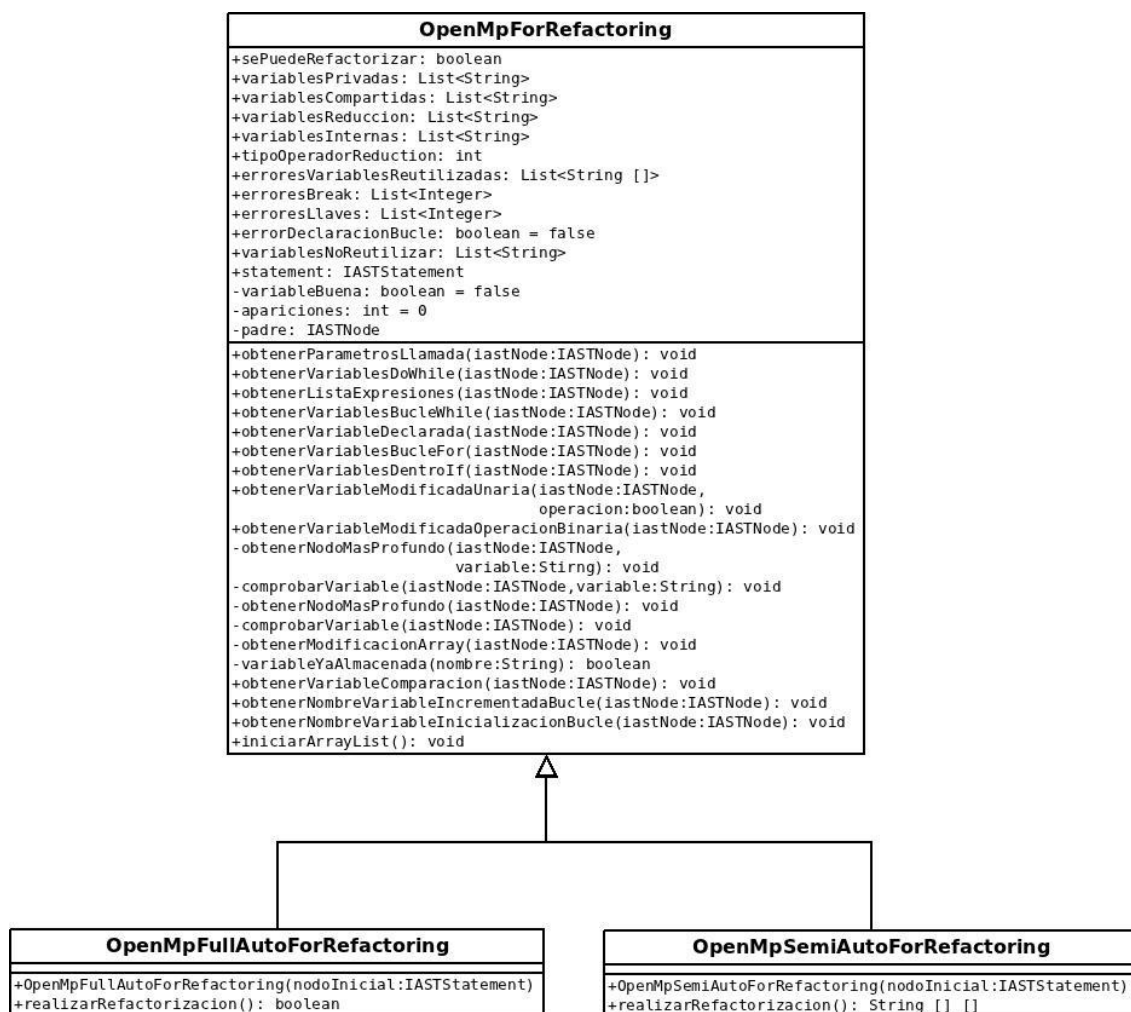 OpenMpForRefactoring
+sePuedeRefactorizar: boolean
+variablesPrivadas: List<String>
+variablesCompartidas: List<String>
+variablesReduccion: List<String>
+variablesInternas: List<String>
+tipoOperadorReduction: int
+erroresVariablesReutilizadas: List<String []>
+erroresBreak: List<Integer>
+erroresLlaves: List<Integer>
+errorDeclaracionBucle: boolean = false
+variablesNoReutilizar: List<String>
+statement: IASTStatement
-variableBuena: boolean = false
-apariciones: int = 0
-padre: IASTNode
+obtenerParametrosLlamada(iastNode:IASTNode): void
+obtenerVariablesDoWhile(iastNode:IASTNode): void
+obtenerListaExpresiones(iastNode:IASTNode): void
+obtenerVariablesBucleWhile(iastNode:IASTNode): void
+obtenerVariableDeclarada(iastNode:IASTNode): void
+obtenerVariablesBucleFor(iastNode:IASTNode): void
+obtenerVariablesDentroIf(iastNode:IASTNode): void
+obtenerVariableModificadaUnaria(iastNode:IASTNode,
operacion:boolean): void
+obtenerVariableModificadaOperacionBinaria(iastNode:IASTNode): void
-obtenerNodoMasProfundo(iastNode:IASTNode,
variable:Stirng): void
-comprobarVariable(iastNode:IASTNode,variable:String): void
-obtenerNodoMasProfundo(iastNode:IASTNode): void
-comprobarVariable(iastNode:IASTNode): void
-obtenerModificacionArray(iastNode:IASTNode): void
-variableYaAlmacenada(nombre:String): boolean
+obtenerVariableComparacion(iastNode:IASTNode): void
+obtenerNombreVariableIncrementadaBucle(iastNode:IASTNode): void
+obtenerNombreVariableInicializacionBucle(iastNode:IASTNode): void
+iniciarArrayList(): void
OpenMpFullAutoForRefactoring
+OpenMpFullAutoForRefactoring(nodoInicial:IASTStatement)
+realizarRefactorizacion(): boolean
OpenMpSemiAutoForRefactoring
+OpenMpSemiAutoForRefactoring(nodoInicial:IASTStatement)
+realizarRefactorizacion(): String [] []